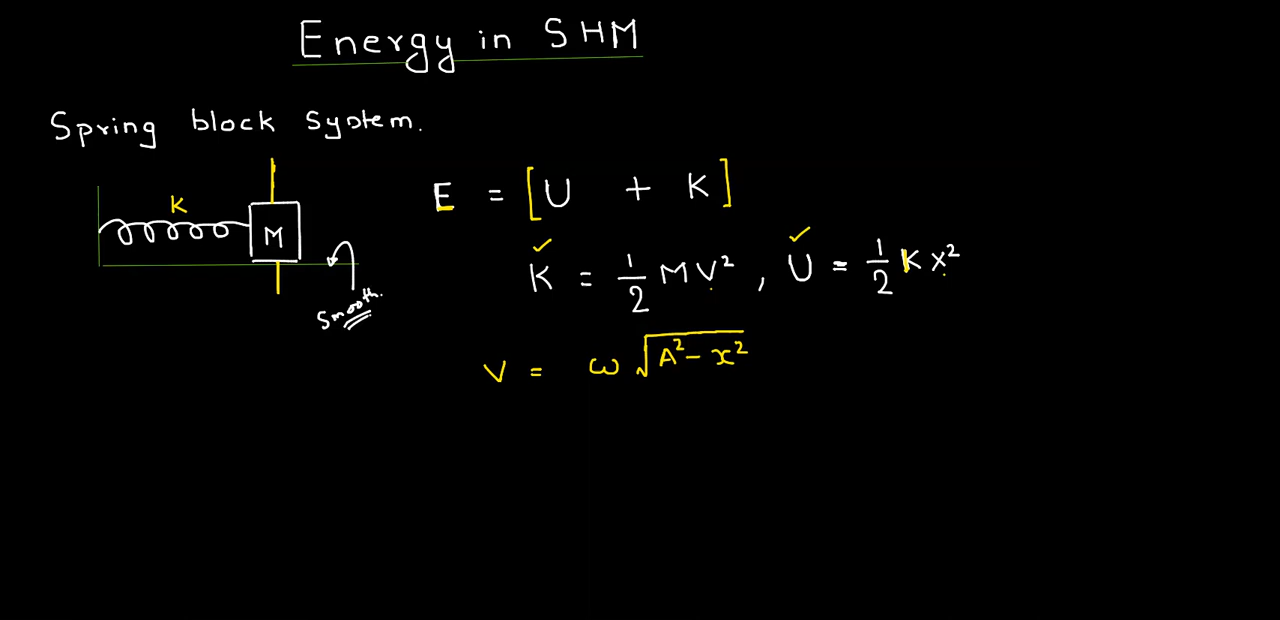 Energy in SHM
Spring block system.
K
M
Smooth.
E = [U + K]
K = 1/2 MV², U = 1/2 Kx²
V = ω √(A² - x²)